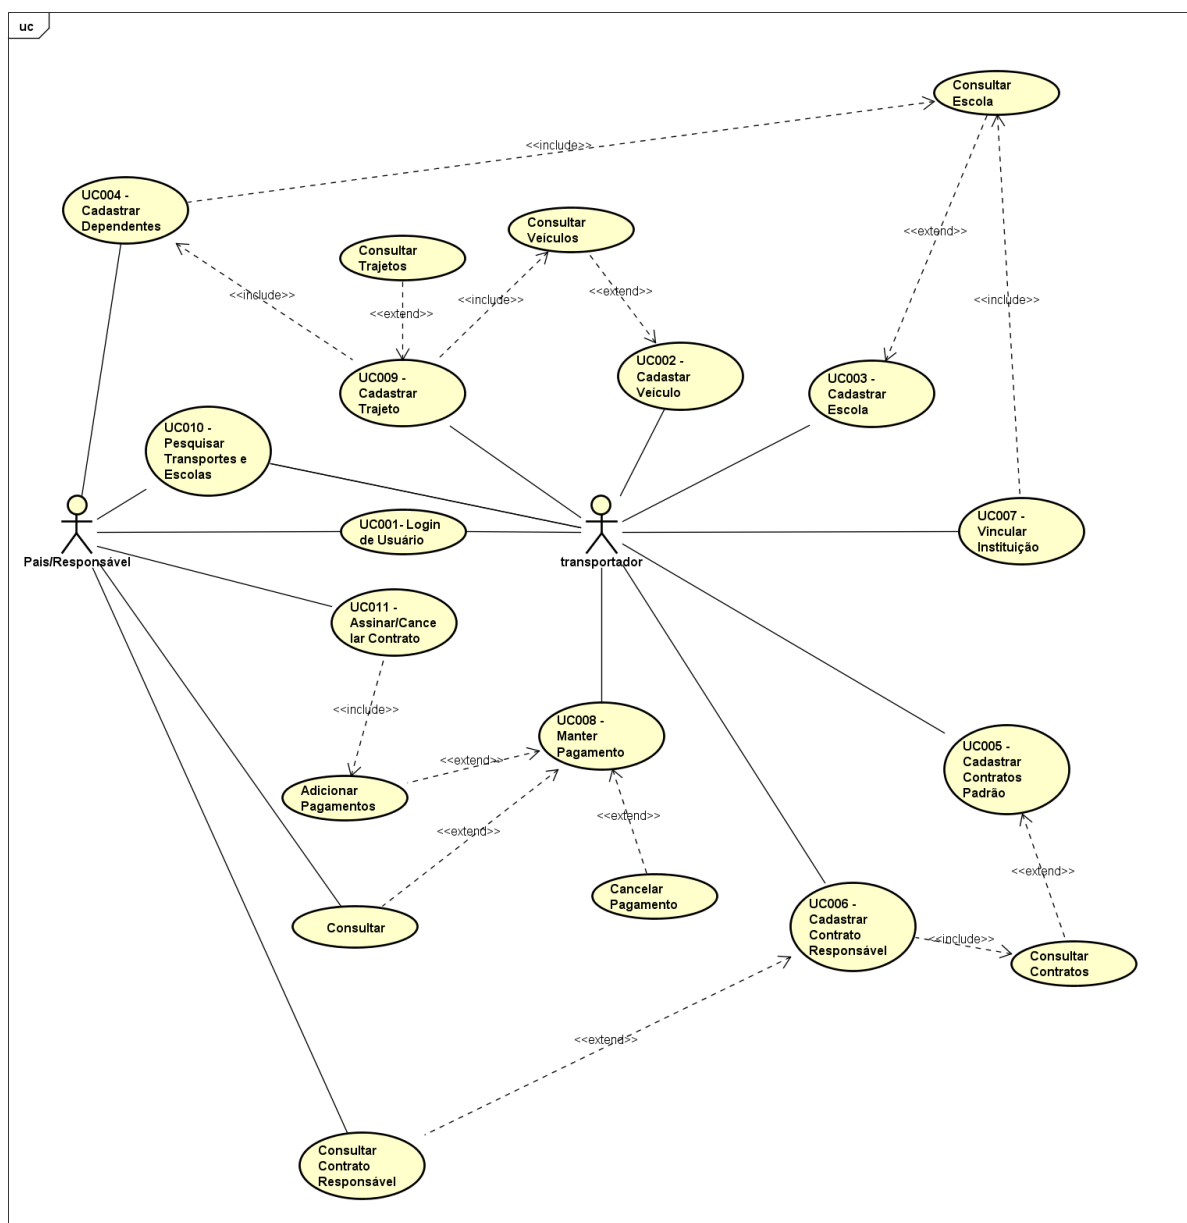 uc
Consultar
Escola
<<include>>
UC004 -
Cadastrar
Dependentes
Consultar
Veículos
Consultar
Trajetos
<<extend>>
<<include>>
<<include>>
<<extend>>
<<include>>
<<extend>>
UC009 -
Cadastrar
Trajeto
UC002 -
Cadastar
Veículo
UC003 -
Cadastrar
Escola
UC010 -
Pesquisar
Transportes e
Escolas
UC001- Login
de Usuário
UC007 -
Vincular
Instituição
Pais/Responsável
transportador
UC011 -
Assinar/Cance
lar Contrato
<<include>>
UC008 -
Manter
Pagamento
UC005 -
Cadastrar
Contratos
Padrão
<<extend>>
Adicionar
Pagamentos
<<extend>>
<<extend>>
<<extend>>
Cancelar
Pagamento
Consultar
UC006 -
Cadastrar
Contrato
Responsável
<<include>>
Consultar
Contratos
<<extend>>
Consultar
Contrato
Responsável